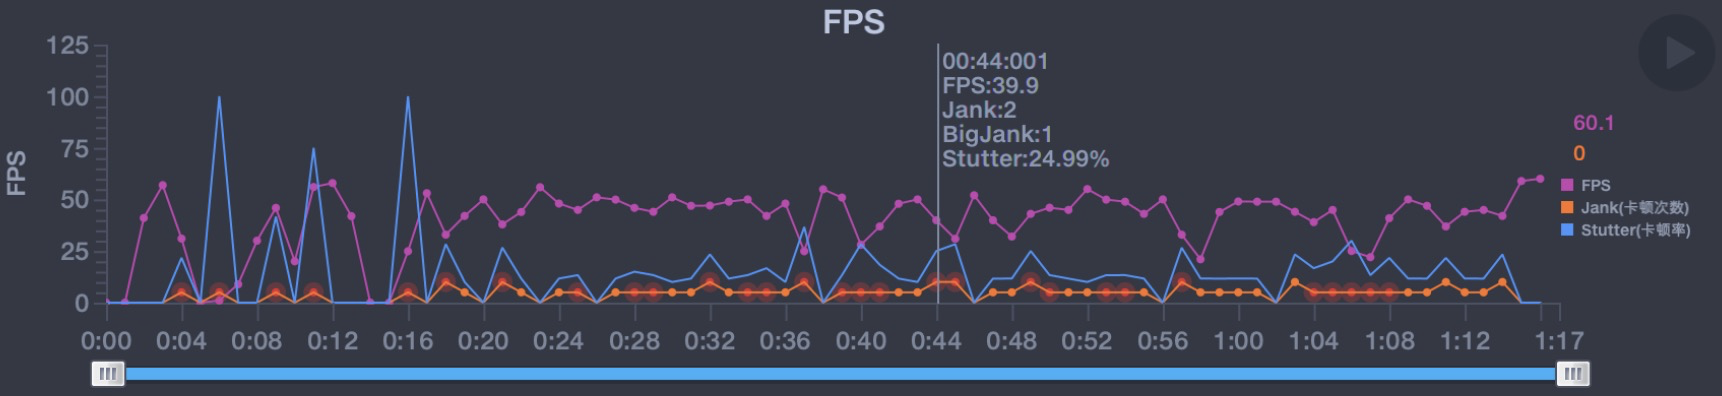 FPS
125
100
75
50
25
0
FPS
00:44:001
FPS:39.9
Jank:2
BigJank:1
Stutter:24.99%
60.1
0
FPS
Jank(卡顿次数)
Stutter(卡顿率)
0:00 0:04 0:08 0:12 0:16 0:20 0:24 0:28 0:32 0:36 0:40 0:44 0:48 0:52 0:56 1:00 1:04 1:08 1:12 1:17